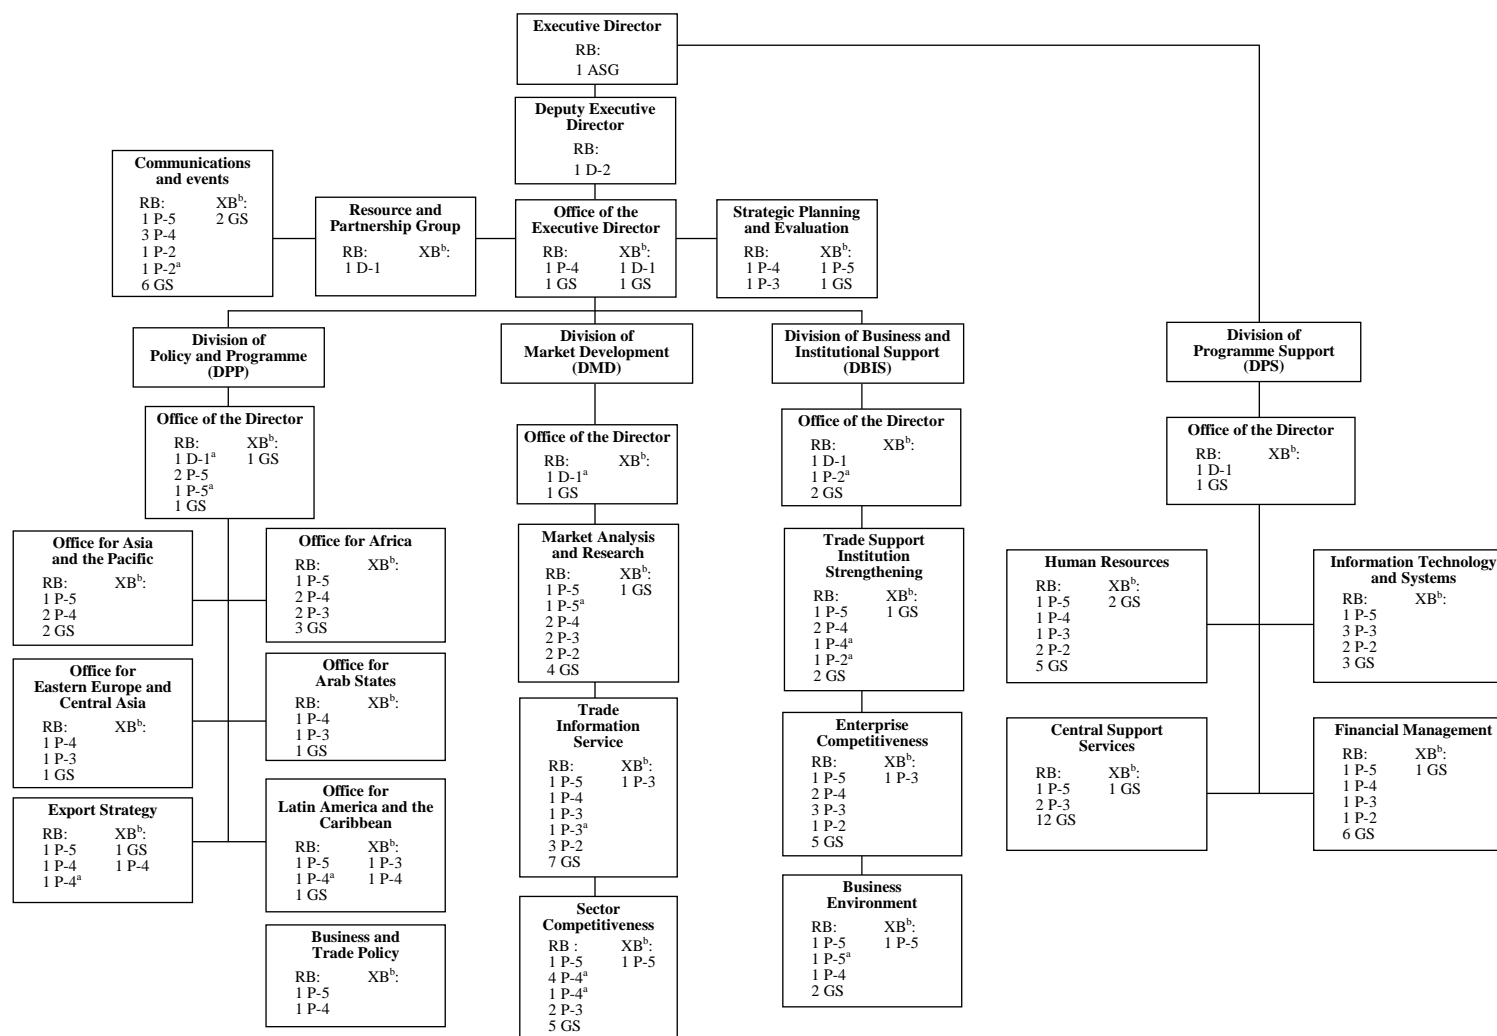 Executive Director
RB:
1 ASG
Deputy Executive
Director
RB:
1 D-2
Communications
and events
RB: XBᵇ:
1 P-5 2 GS
3 P-4
1 P-2
1 P-2ᵃ
6 GS
Resource and
Partnership Group
RB: XBᵇ:
1 D-1
Office of the
Executive Director
RB: XBᵇ:
1 P-4 1 D-1
1 GS 1 GS
Strategic Planning
and Evaluation
RB: XBᵇ:
1 P-4 1 P-5
1 P-3 1 GS
Division of
Policy and Programme
(DPP)
Office of the Director
RB: XBᵇ:
1 D-1ᵃ 1 GS
2 P-5
1 P-5ᵃ
1 GS
Office for Asia
and the Pacific
RB: XBᵇ:
1 P-5
2 P-4
2 GS
Office for Africa
RB: XBᵇ:
1 P-5
2 P-4
2 P-3
3 GS
Office for
Eastern Europe and
Central Asia
RB: XBᵇ:
1 P-4
1 P-3
1 GS
Office for
Arab States
RB: XBᵇ:
1 P-4
1 P-3
1 GS
Export Strategy
RB: XBᵇ:
1 P-5 1 GS
1 P-4 1 P-4
1 P-4ᵃ
Office for
Latin America and the
Caribbean
RB: XBᵇ:
1 P-5 1 P-3
1 P-4ᵃ 1 P-4
1 GS
Business and
Trade Policy
RB: XBᵇ:
1 P-5
1 P-4
Division of
Market Development
(DMD)
Office of the Director
RB: XBᵇ:
1 D-1ᵃ
1 GS
Market Analysis
and Research
RB: XBᵇ:
1 P-5 1 GS
1 P-5ᵃ
2 P-4
2 P-3
2 P-2
4 GS
Trade
Information
Service
RB: XBᵇ:
1 P-5 1 P-3
1 P-4
1 P-3
1 P-3ᵃ
3 P-2
7 GS
Sector
Competitiveness
RB : XBᵇ:
1 P-5 1 P-5
4 P-4ᵃ
1 P-4ᵃ
2 P-3
5 GS
Division of Business and
Institutional Support
(DBIS)
Office of the Director
RB: XBᵇ:
1 D-1
1 P-2ᵃ
2 GS
Trade Support
Institution
Strengthening
RB: XBᵇ:
1 P-5 1 GS
2 P-4
1 P-4ᵃ
1 P-2ᵃ
2 GS
Enterprise
Competitiveness
RB: XBᵇ:
1 P-5 1 P-3
2 P-4
3 P-3
1 P-2
5 GS
Business
Environment
RB: XBᵇ:
1 P-5 1 P-5
1 P-5ᵃ
1 P-4
2 GS
Division of
Programme Support
(DPS)
Office of the Director
RB: XBᵇ:
1 D-1
1 GS
Human Resources
RB: XBᵇ:
1 P-5 2 GS
1 P-4
1 P-3
2 P-2
5 GS
Information Technology
and Systems
RB: XBᵇ:
1 P-5
3 P-3
2 P-2
3 GS
Central Support
Services
RB: XBᵇ:
1 P-5 1 GS
2 P-3
12 GS
Financial Management
RB: XBᵇ:
1 P-5 1 GS
1 P-4
1 P-3
1 P-2
6 GS